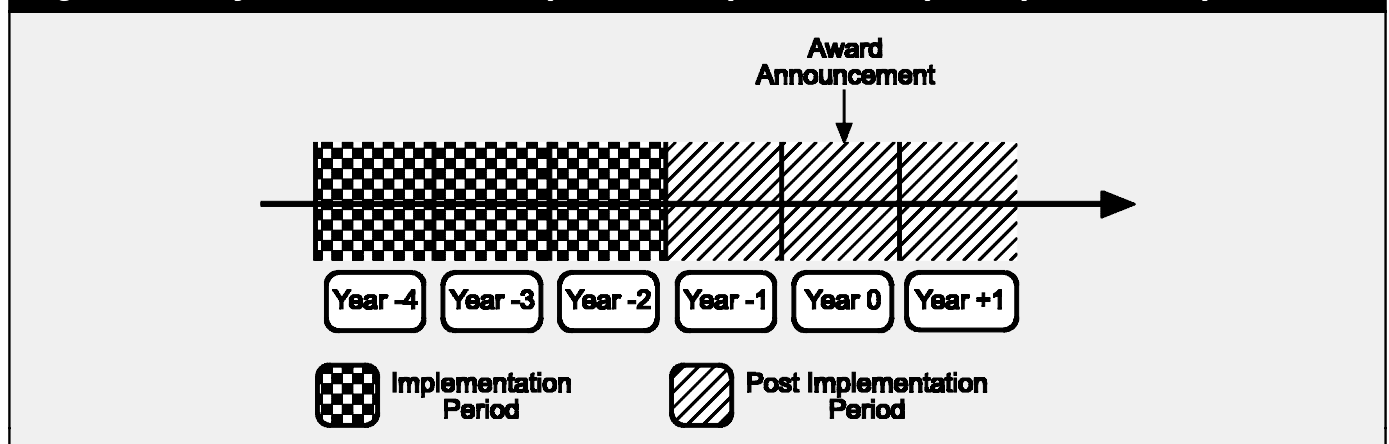 Award
Announcement
Year -4
Year -3
Year -2
Year -1
Year 0
Year +1
Implementation
Period
Post Implementation
Period